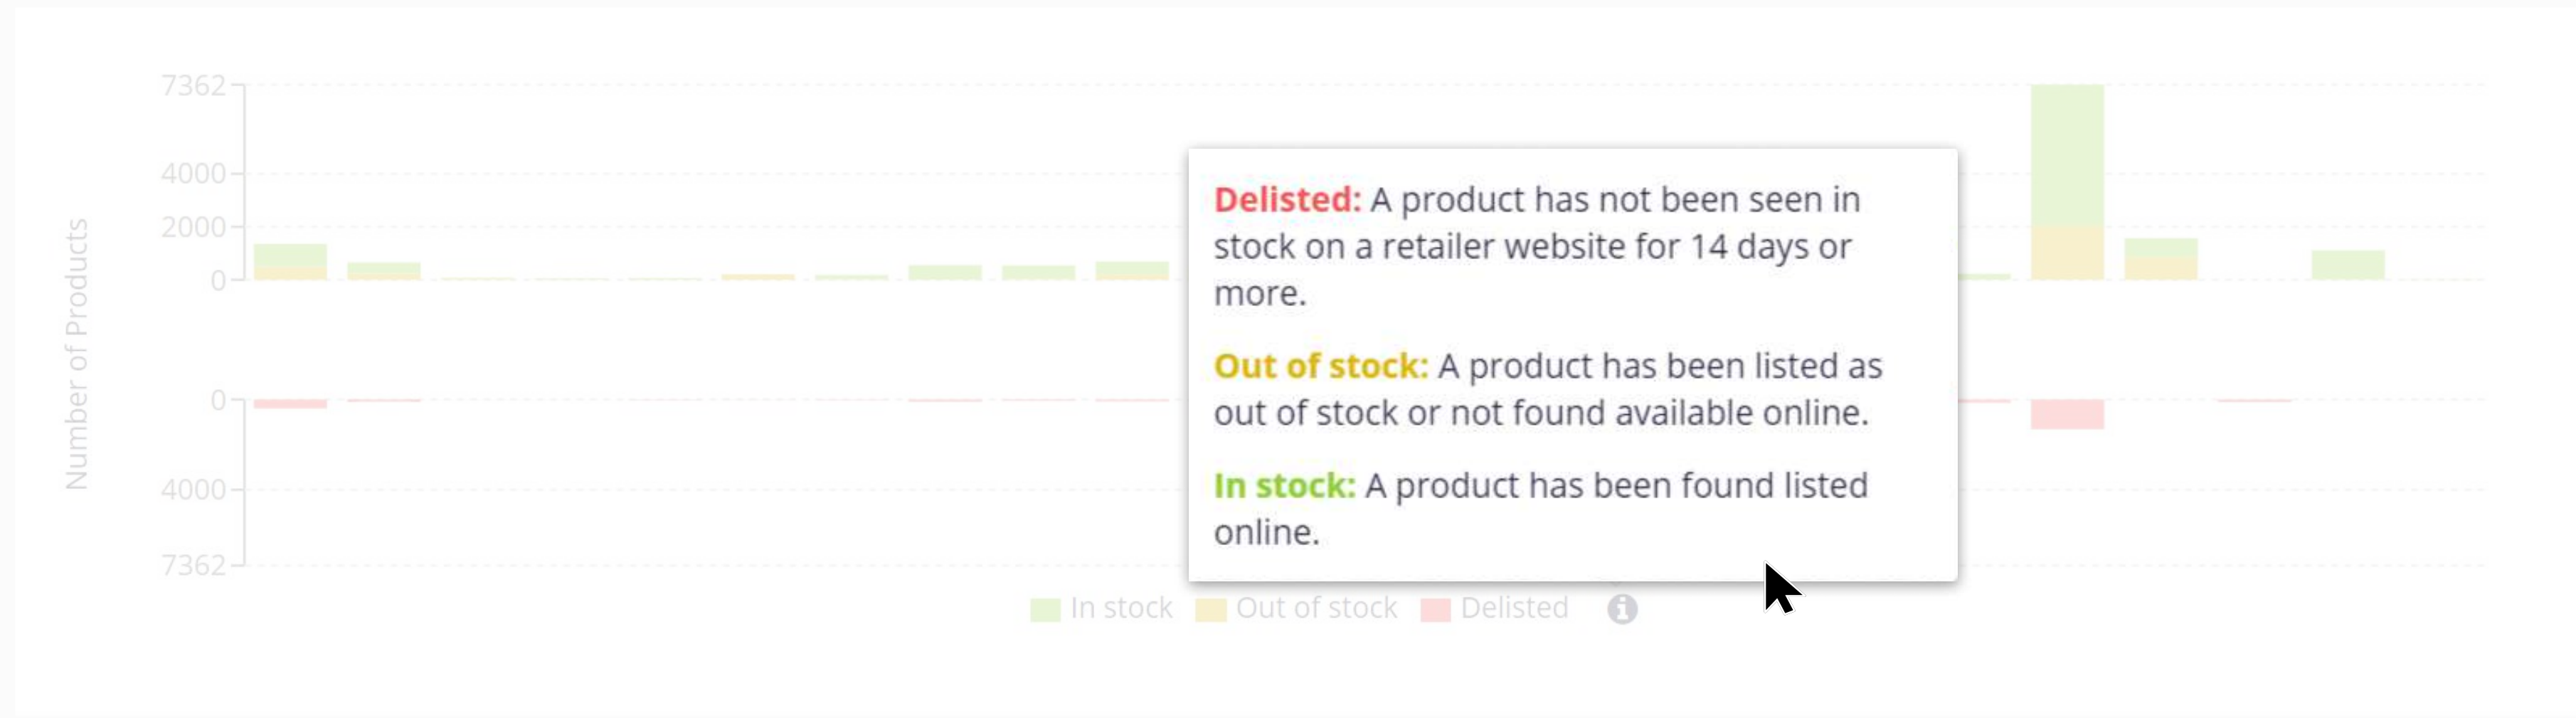 7362
4000
2000
0
Number of Products
0
4000
7362
Delisted: A product has not been seen in
stock on a retailer website for 14 days or
more.
Out of stock: A product has been listed as
out of stock or not found available online.
In stock: A product has been found listed
online.
In stock Out of stock Delisted